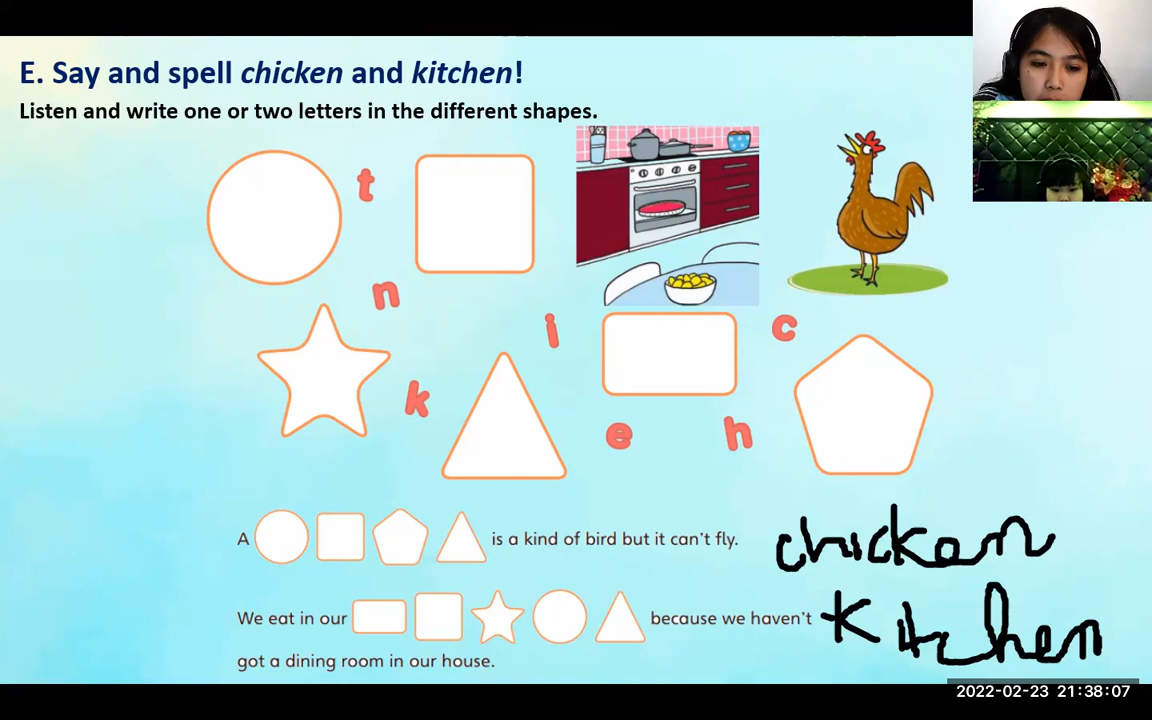 E. Say and spell chicken and kitchen!
Listen and write one or two letters in the different shapes.
t
n
i
c
k
e
h
A is a kind of bird but it can't fly.
chicken
We eat in our because we haven't
kitchen
got a dining room in our house.
2022-02-23 21:38:07